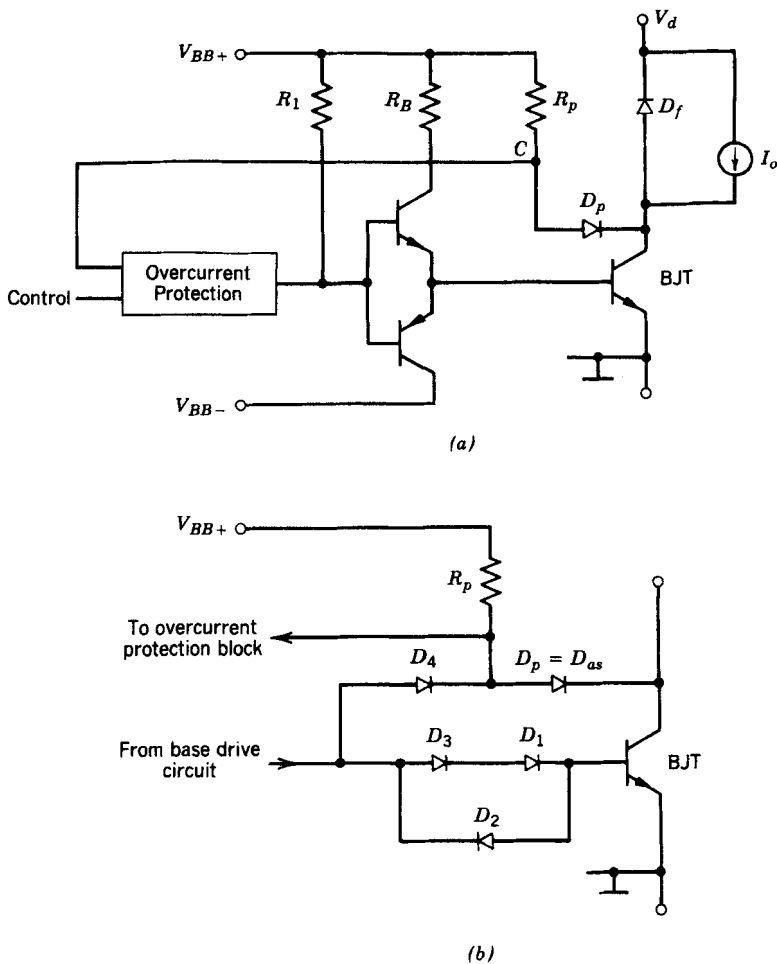 V_d
V_BB+
R_1
R_B
R_p
D_f
C
I_o
D_p
Overcurrent
Protection
Control
BJT
V_BB-
(a)
V_BB+
R_p
To overcurrent
protection block
D_4
D_p = D_as
From base drive
circuit
D_3
D_1
BJT
D_2
(b)